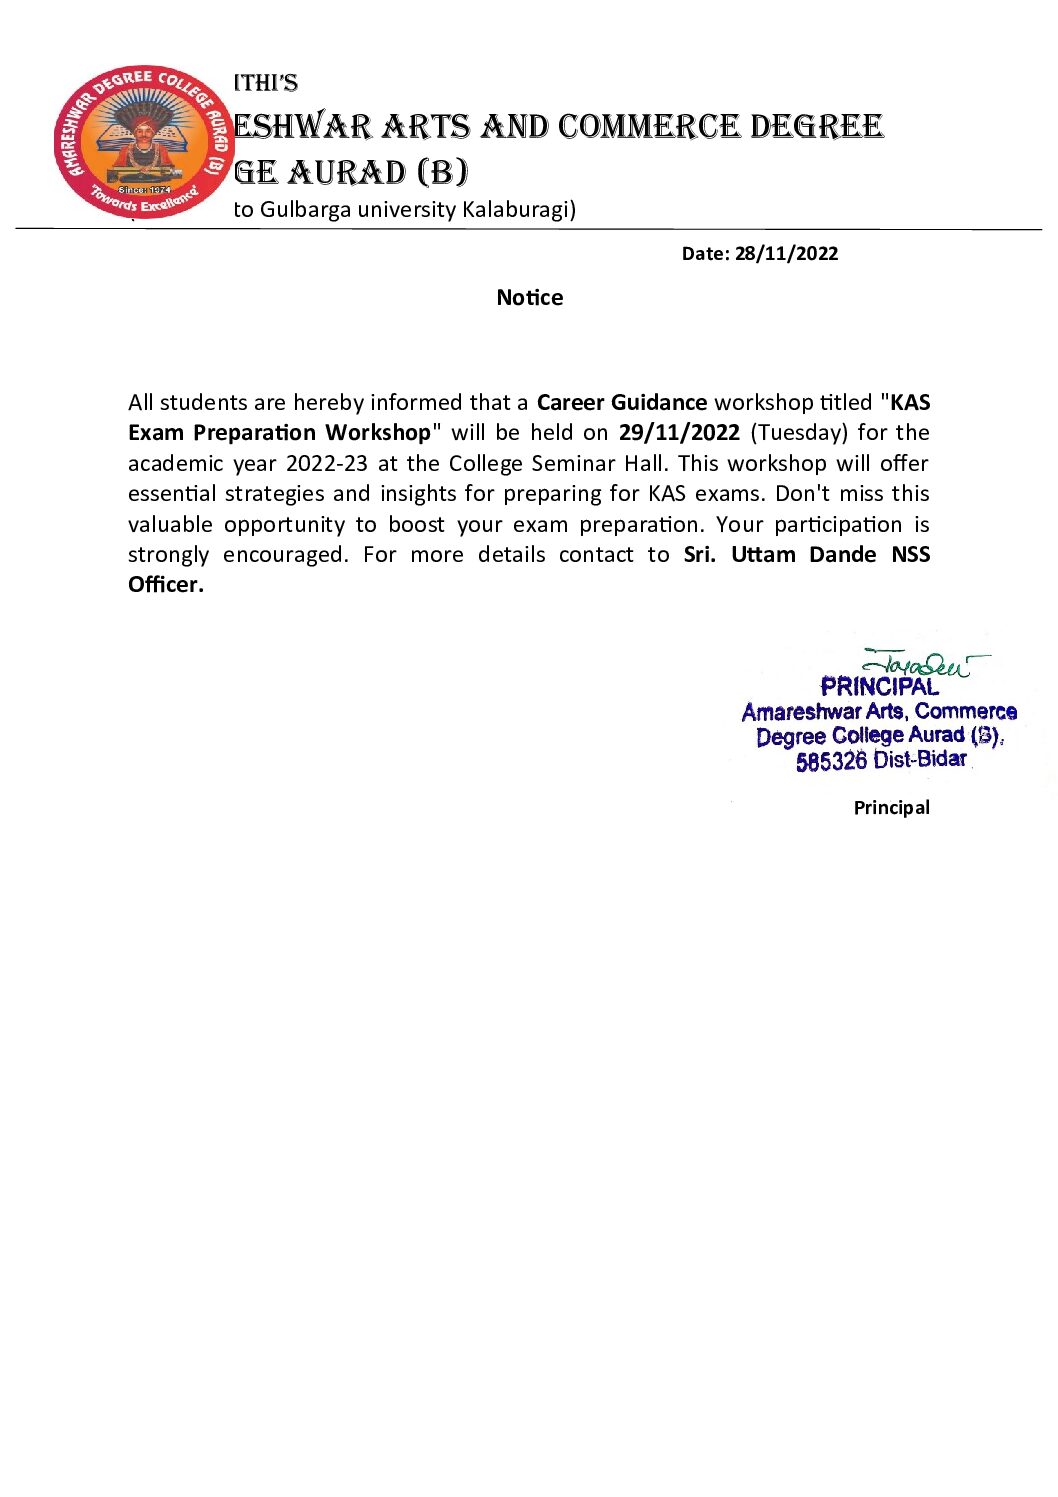 AMARESHWAR DEGREE COLLEGE AURAD (B)
Since 1974
'Towards Excellence'
ITHI'S
ESHWAR ARTS AND COMMERCE DEGREE
GE AURAD (B)
to Gulbarga university Kalaburagi)
Date: 28/11/2022
Notice
All students are hereby informed that a Career Guidance workshop titled "KAS
Exam Preparation Workshop" will be held on 29/11/2022 (Tuesday) for the
academic year 2022-23 at the College Seminar Hall. This workshop will offer
essential strategies and insights for preparing for KAS exams. Don't miss this
valuable opportunity to boost your exam preparation. Your participation is
strongly encouraged. For more details contact to Sri. Uttam Dande NSS
Officer.
PRINCIPAL
Amareshwar Arts, Commerce
Degree College Aurad (B).
585326 Dist-Bidar
Principal